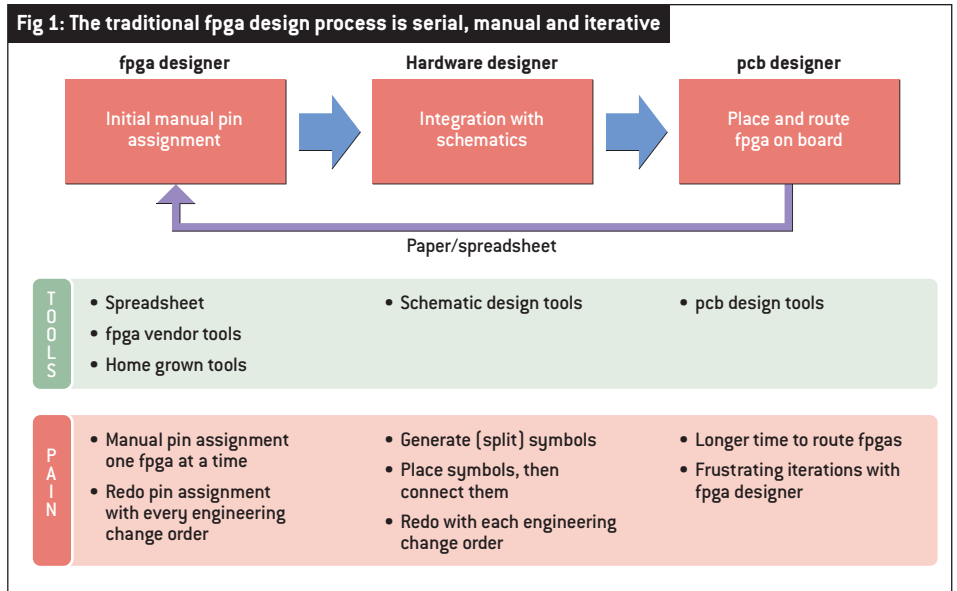 Fig 1: The traditional fpga design process is serial, manual and iterative
fpga designer
Hardware designer
pcb designer
Initial manual pin
assignment
Integration with
schematics
Place and route
fpga on board
Paper/spreadsheet
TOOLS
• Spreadsheet
• fpga vendor tools
• Home grown tools
• Schematic design tools
• pcb design tools
PAIN
• Manual pin assignment
one fpga at a time
• Redo pin assignment
with every engineering
change order
• Generate (split) symbols
• Place symbols, then
connect them
• Redo with each engineering
change order
• Longer time to route fpgas
• Frustrating iterations with
fpga designer